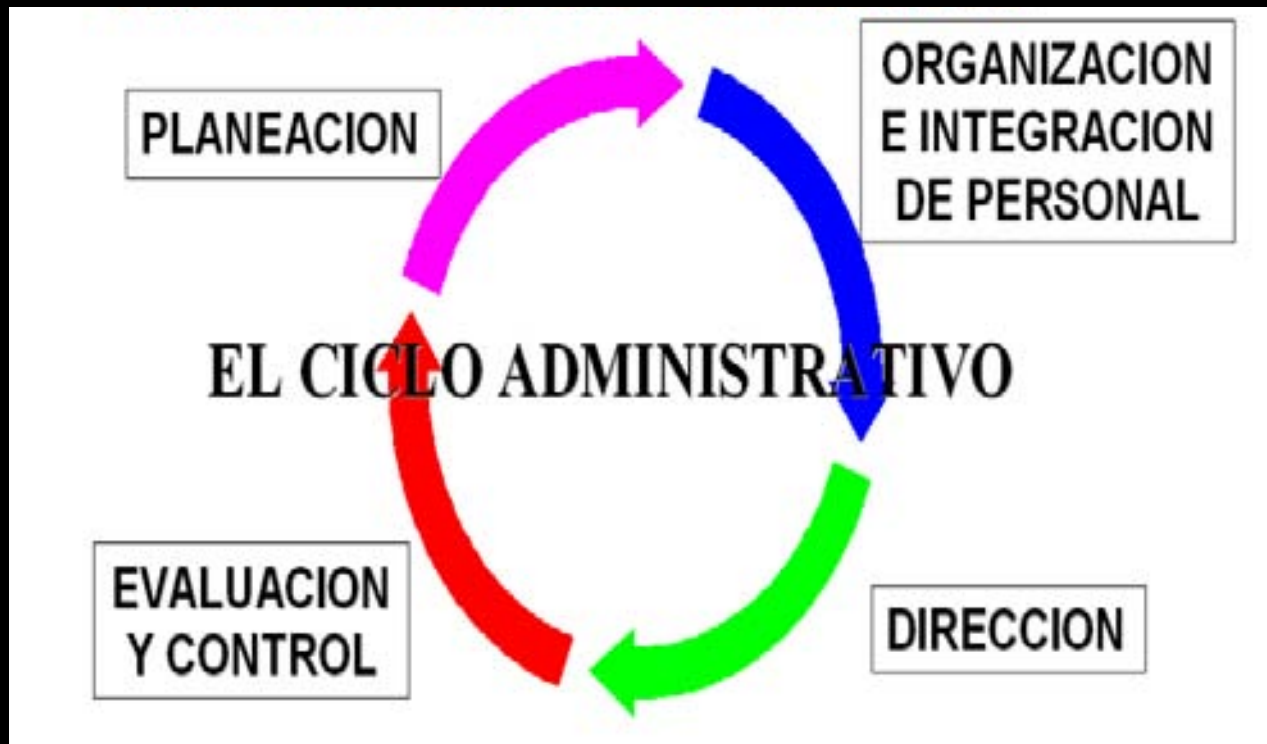 PLANEACION
ORGANIZACION
E INTEGRACION
DE PERSONAL
EL CICLO ADMINISTRATIVO
EVALUACION
Y CONTROL
DIRECCION